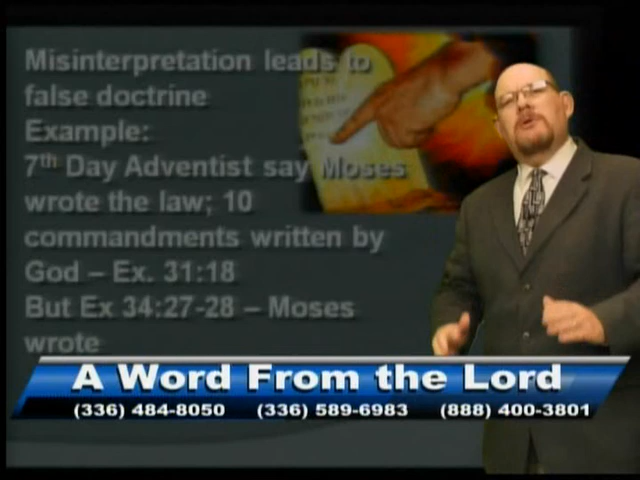 Misinterpretation leads to
false doctrine
Example:
7th Day Adventist say Moses
wrote the law; 10
commandments written by
God – Ex. 31:18
But Ex 34:27-28 – Moses
wrote
A Word From the Lord
(336) 484-8050 (336) 589-6983 (888) 400-3801